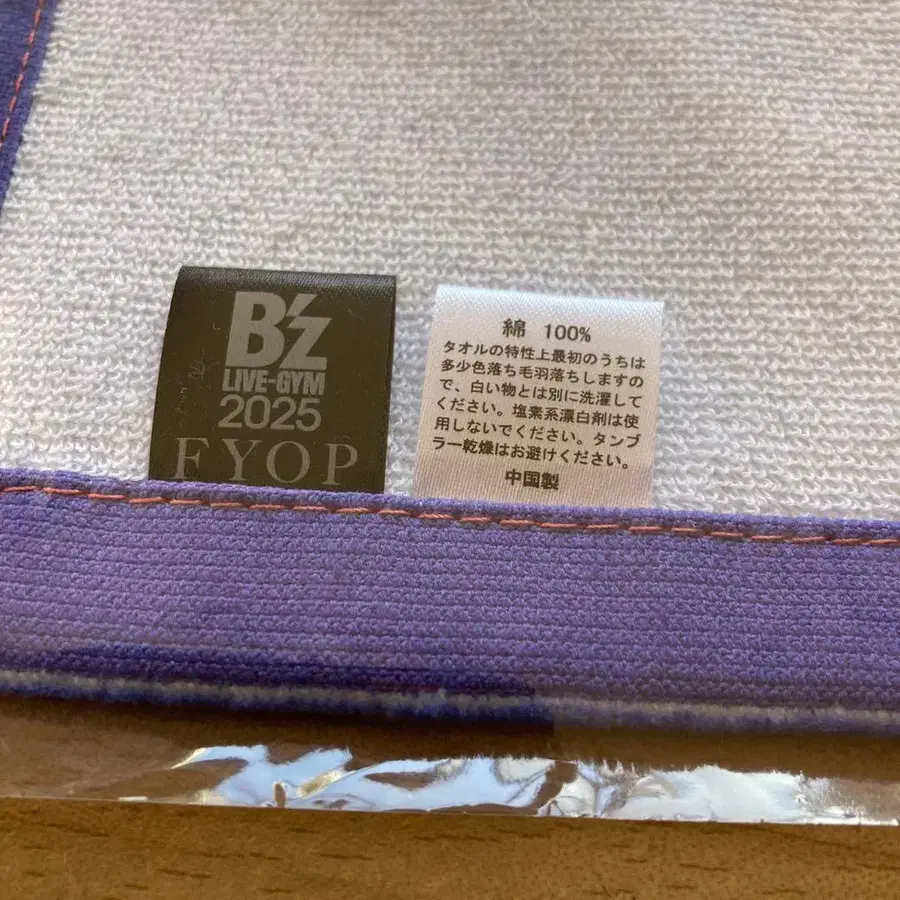 B'z
LIVE-GYM
2025
FYOP
綿 100%
タオルの特性上最初のうちは
多少色落ち毛羽落ちしますの
で、白い物とは別に洗濯して
ください。塩素系漂白剤は使
用しないでください。タンブ
ラー乾燥はお避けください。
中国製